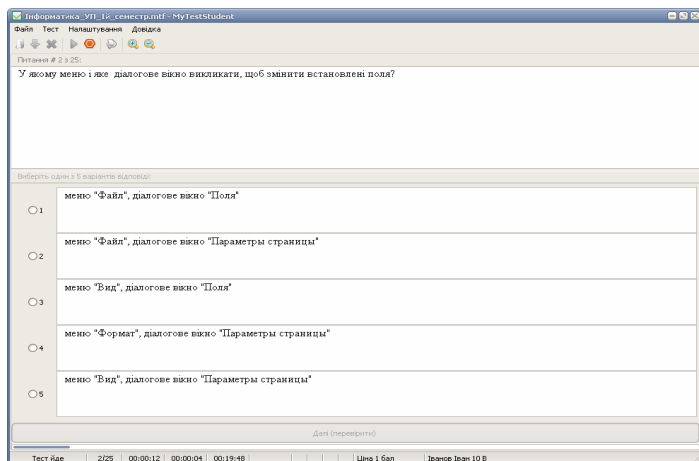 Інформатика_УП_1й_семестр.mtf - MyTestStudent
Файл Тест Налаштування Довідка
Питання # 2 з 25:
У якому меню і яке діалогове вікно викликати, щоб змінити встановлені поля?
Виберіть один з 5 варіантів відповіді:
1 меню "Файл", діалогове вікно "Поля"
2 меню "Файл", діалогове вікно "Параметры страницы"
3 меню "Вид", діалогове вікно "Поля"
4 меню "Формат", діалогове вікно "Параметры страницы"
5 меню "Вид", діалогове вікно "Параметры страницы"
Далі (перевірити)
Тест йде 2/25 00:00:12 00:00:04 00:19:48 Ціна 1 бал Іванов Іван 10 В